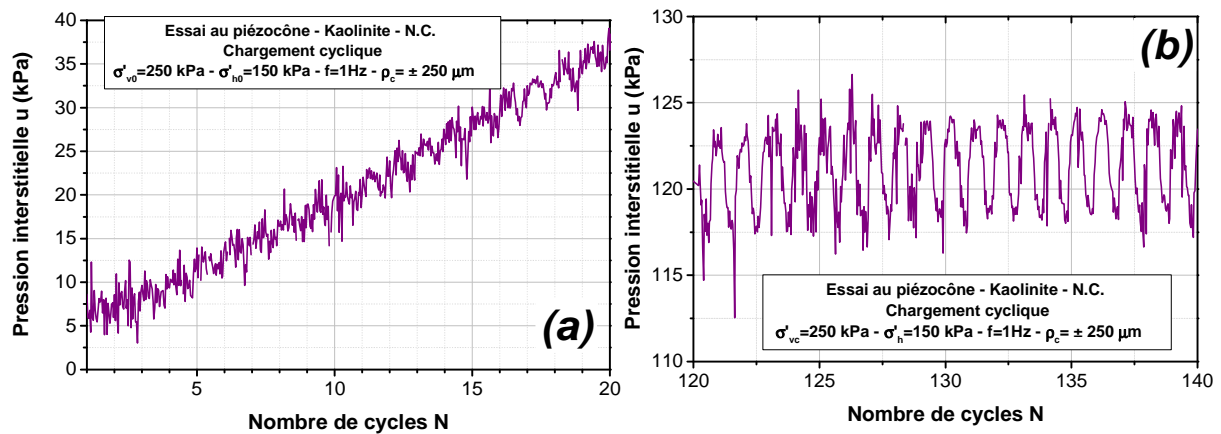 Essai au piézocône - Kaolinite - N.C.
Chargement cyclique
σ'v0=250 kPa - σ'h0=150 kPa - f=1Hz - ρc= ± 250 μm
(a)
Pression interstitielle u (kPa)
40
35
30
25
20
15
10
5
0
5
10
15
20
Nombre de cycles N
(b)
Pression interstitielle u (kPa)
130
125
120
115
110
Essai au piézocône - Kaolinite - N.C.
Chargement cyclique
σ'vc=250 kPa - σ'h=150 kPa - f=1Hz - ρc= ± 250 μm
120
125
130
135
140
Nombre de cycles N